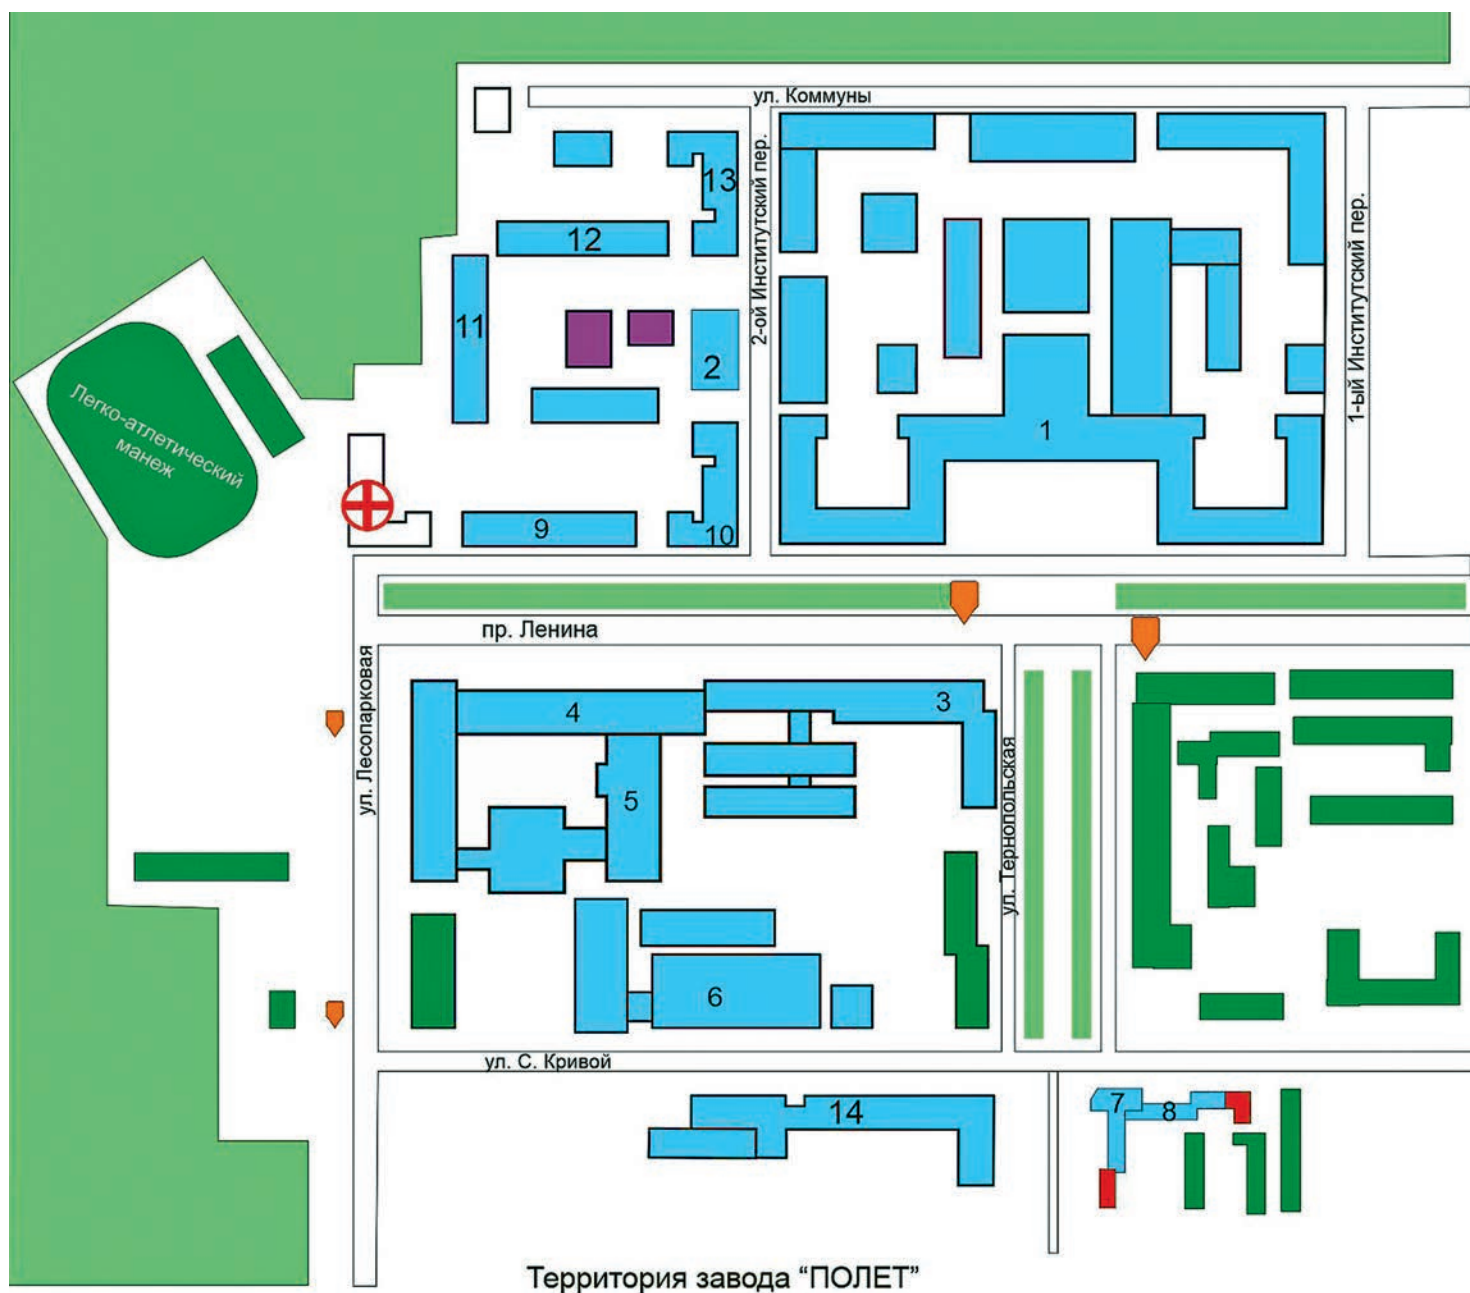 ул. Коммуны
2-ой Институтский пер.
1-ый Институтский пер.
13
12
11
2
1
Легко-атлетический
манеж
9
10
пр. Ленина
ул. Лесопарковая
4
3
5
ул. Тернопольская
6
ул. С. Кривой
14
7
8
Территория завода “ПОЛЕТ”